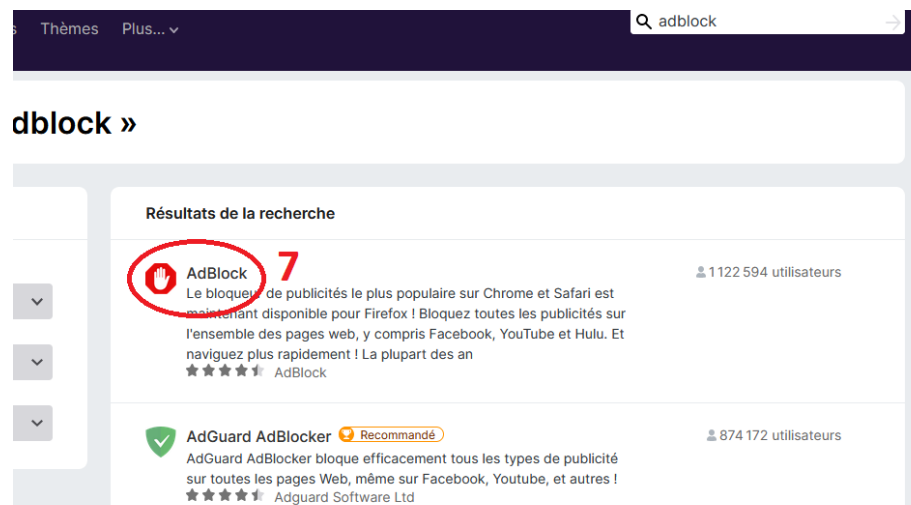 Thèmes Plus...
adblock
dblock »
Résultats de la recherche
7
AdBlock
1 122 594 utilisateurs
Le bloqueur de publicités le plus populaire sur Chrome et Safari est
maintenant disponible pour Firefox ! Bloquez toutes les publicités sur
l'ensemble des pages web, y compris Facebook, YouTube et Hulu. Et
naviguez plus rapidement ! La plupart des an
AdBlock
AdGuard AdBlocker Recommandé
874 172 utilisateurs
AdGuard AdBlocker bloque efficacement tous les types de publicité
sur toutes les pages Web, même sur Facebook, Youtube, et autres !
Adguard Software Ltd